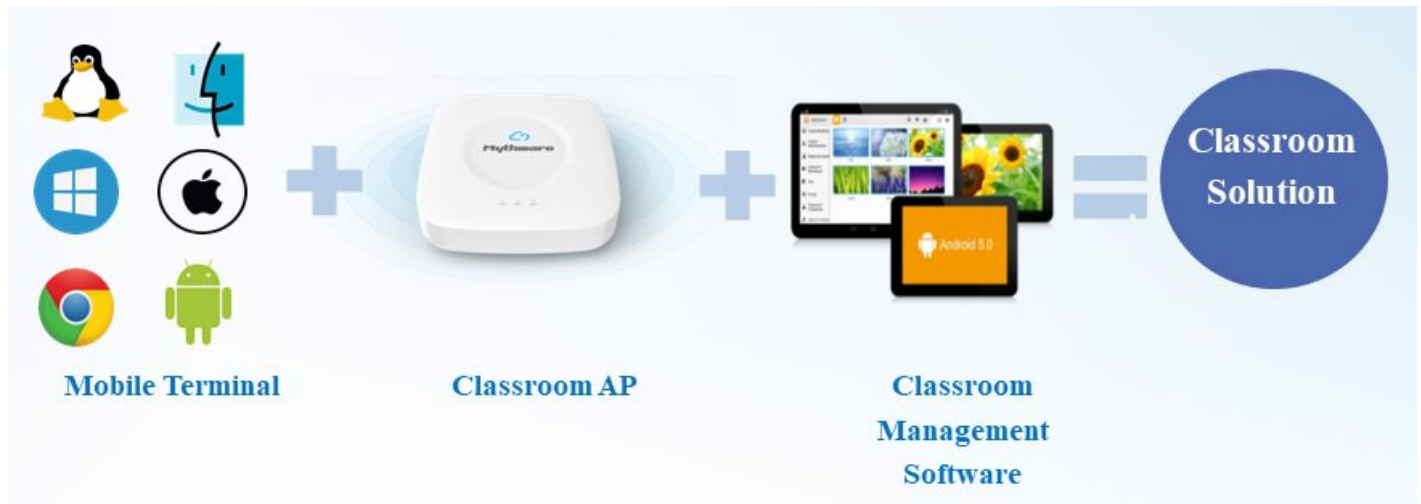 Mythware
Android 5.0
Classroom
Solution
Mobile Terminal
Classroom AP
Classroom
Management
Software